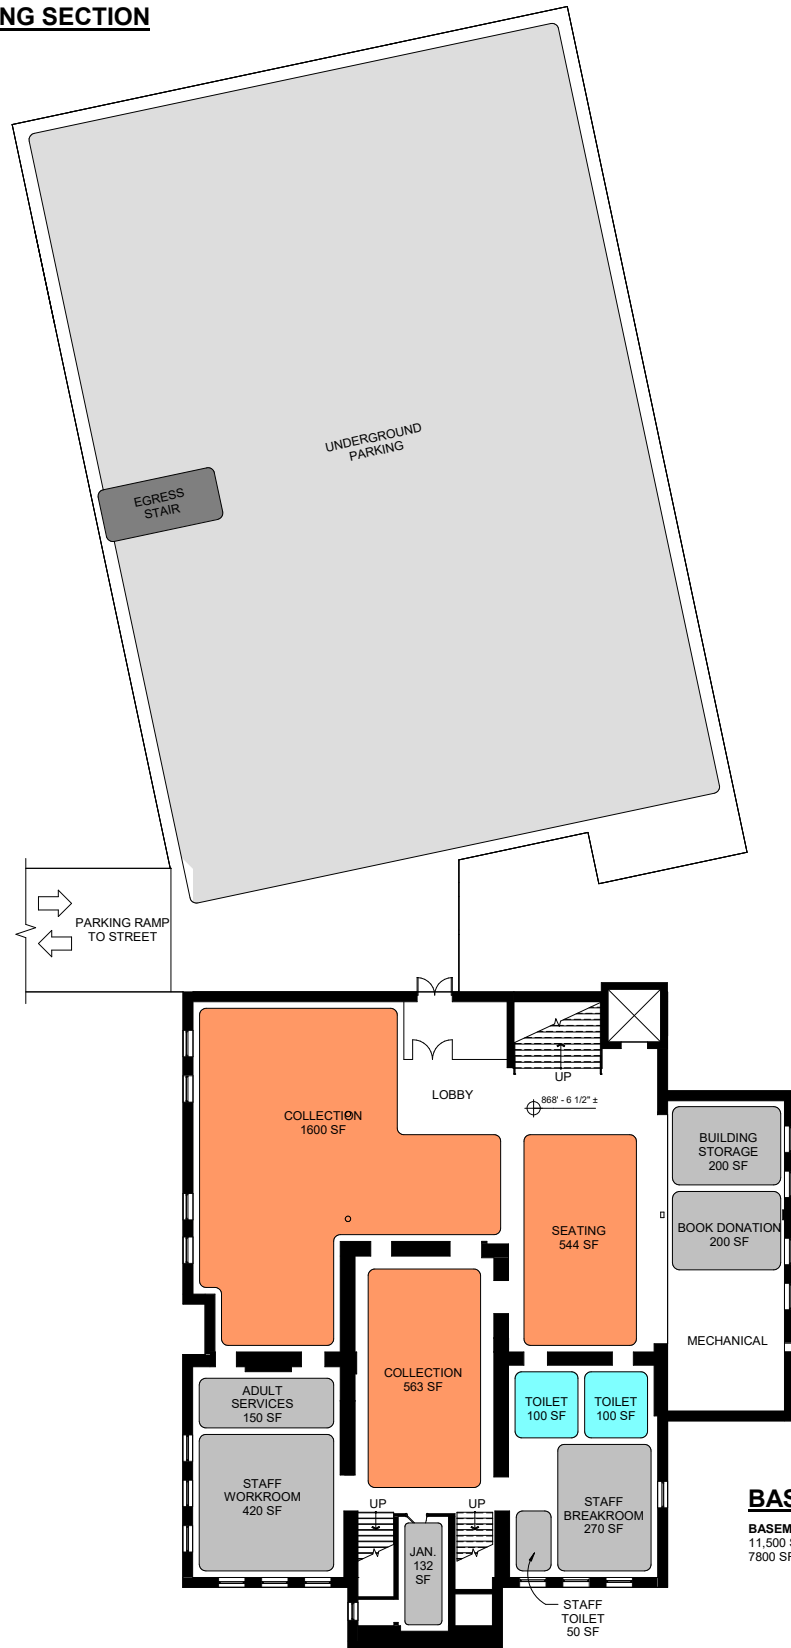 NG SECTION
UNDERGROUND
PARKING
EGRESS
STAIR
PARKING RAMP
TO STREET
UP
LOBBY
868' - 6 1/2" ±
COLLECTION
1600 SF
BUILDING
STORAGE
200 SF
BOOK DONATION
200 SF
SEATING
544 SF
MECHANICAL
COLLECTION
563 SF
ADULT
SERVICES
150 SF
TOILET
100 SF
TOILET
100 SF
STAFF
WORKROOM
420 SF
UP
UP
STAFF
BREAKROOM
270 SF
JAN.
132
SF
STAFF
TOILET
50 SF
BAS
BASEM
11,500 S
7800 SF